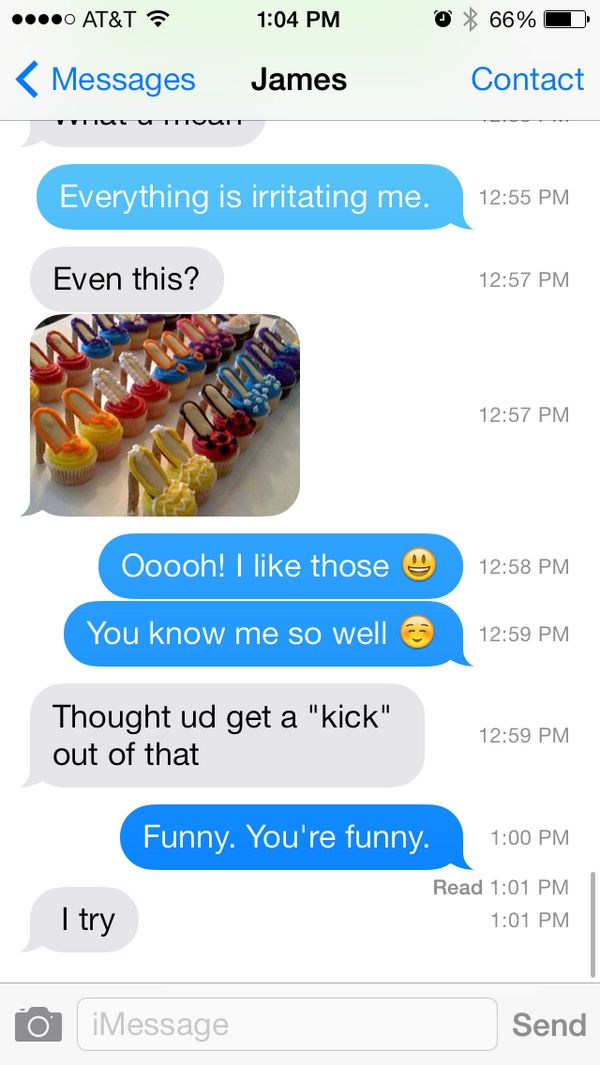 AT&T 1:04 PM 66%
Messages James Contact
What u mean
Everything is irritating me. 12:55 PM
Even this? 12:57 PM
12:57 PM
Ooooh! I like those 😃 12:58 PM
You know me so well ☺️ 12:59 PM
Thought ud get a "kick"
out of that 12:59 PM
Funny. You're funny. 1:00 PM
Read 1:01 PM
I try 1:01 PM
iMessage Send